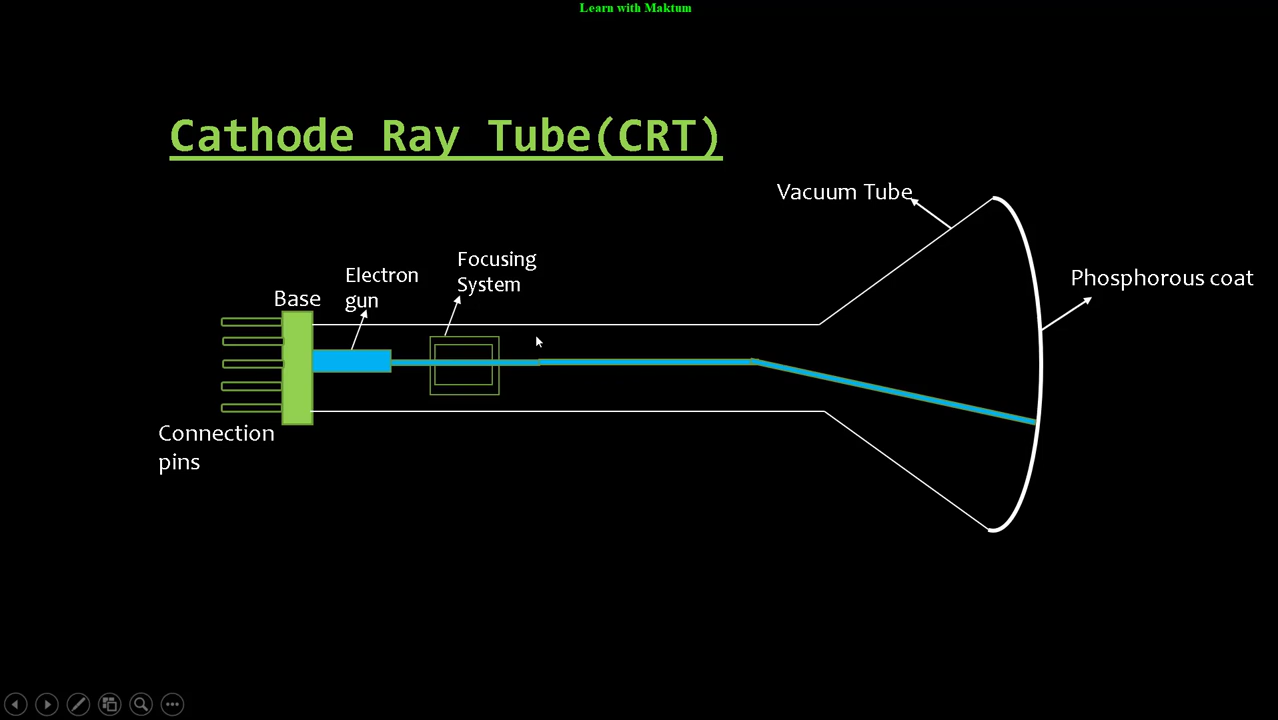 Learn with Maktum
Cathode Ray Tube(CRT)
Vacuum Tube
Focusing
System
Electron
gun
Phosphorous coat
Base
Connection
pins